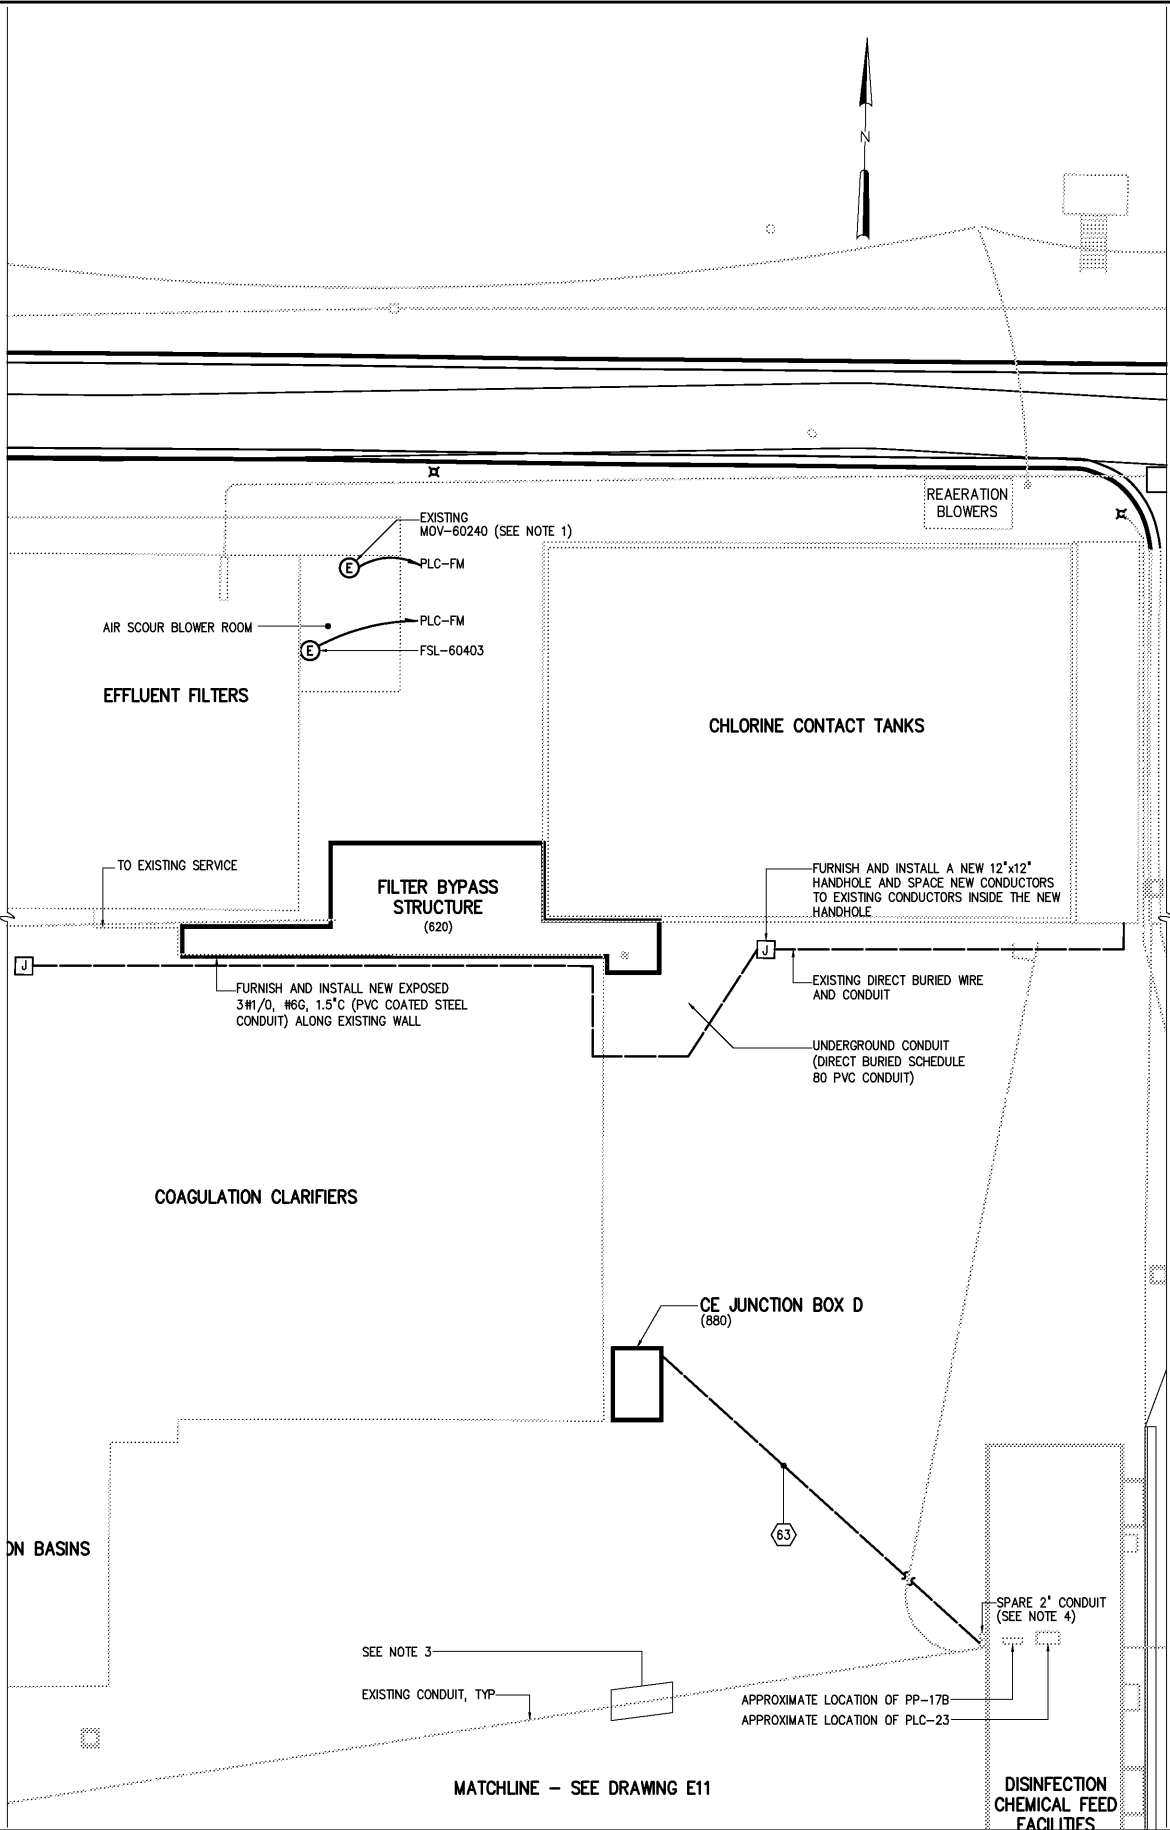 N
REAERATION
BLOWERS
EXISTING
MOV-60240 (SEE NOTE 1)
E
PLC-FM
AIR SCOUR BLOWER ROOM
PLC-FM
E
FSL-60403
EFFLUENT FILTERS
CHLORINE CONTACT TANKS
TO EXISTING SERVICE
FILTER BYPASS
STRUCTURE
(620)
FURNISH AND INSTALL A NEW 12"x12"
HANDHOLE AND SPACE NEW CONDUCTORS
TO EXISTING CONDUCTORS INSIDE THE NEW
HANDHOLE
J
J
FURNISH AND INSTALL NEW EXPOSED
3#1/0, #6G, 1.5"C (PVC COATED STEEL
CONDUIT) ALONG EXISTING WALL
EXISTING DIRECT BURIED WIRE
AND CONDUIT
UNDERGROUND CONDUIT
(DIRECT BURIED SCHEDULE
80 PVC CONDUIT)
COAGULATION CLARIFIERS
CE JUNCTION BOX D
(880)
63
ON BASINS
SPARE 2" CONDUIT
(SEE NOTE 4)
SEE NOTE 3
EXISTING CONDUIT, TYP
APPROXIMATE LOCATION OF PP-17B
APPROXIMATE LOCATION OF PLC-23
MATCHLINE - SEE DRAWING E11
DISINFECTION
CHEMICAL FEED
FACILITIES